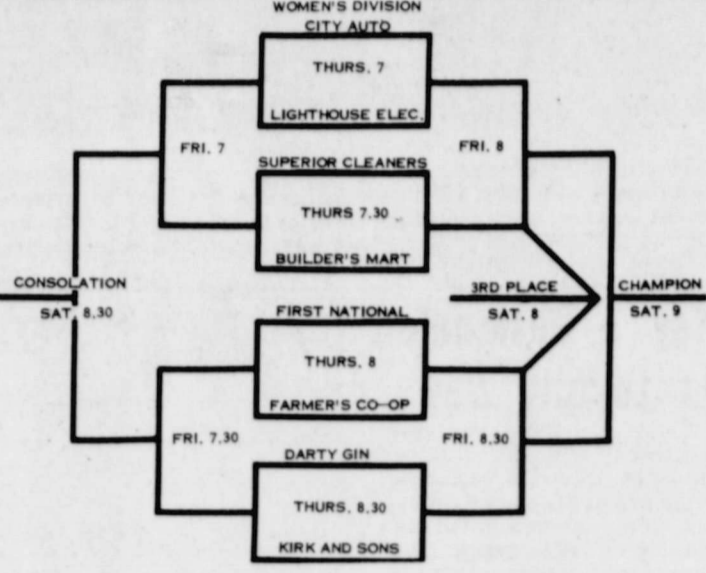 WOMEN'S DIVISION
CITY AUTO
THURS. 7
LIGHTHOUSE ELEC.
FRI. 7
FRI. 8
SUPERIOR CLEANERS
THURS 7.30
BUILDER'S MART
CONSOLATION
SAT. 8.30
3RD PLACE
SAT. 8
CHAMPION
SAT. 9
FIRST NATIONAL
THURS. 8
FARMER'S CO-OP
FRI. 7.30
FRI. 8.30
DARTY GIN
THURS. 8.30
KIRK AND SONS